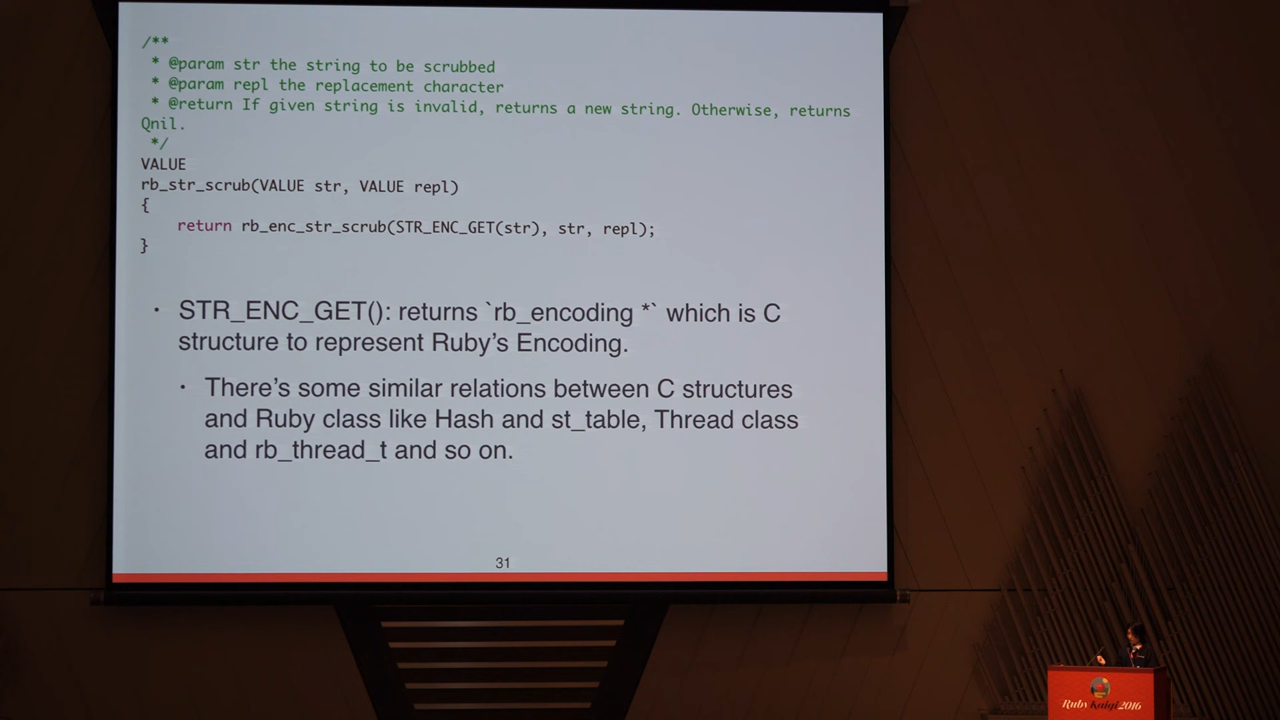 /**
 * @param str the string to be scrubbed
 * @param repl the replacement character
 * @return If given string is invalid, returns a new string. Otherwise, returns
Qnil.
 */
VALUE
rb_str_scrub(VALUE str, VALUE repl)
{
    return rb_enc_str_scrub(STR_ENC_GET(str), str, repl);
}
• STR_ENC_GET(): returns `rb_encoding *` which is C
structure to represent Ruby’s Encoding.
• There’s some similar relations between C structures
and Ruby class like Hash and st_table, Thread class
and rb_thread_t and so on.
31
Ruby Kaigi 2016